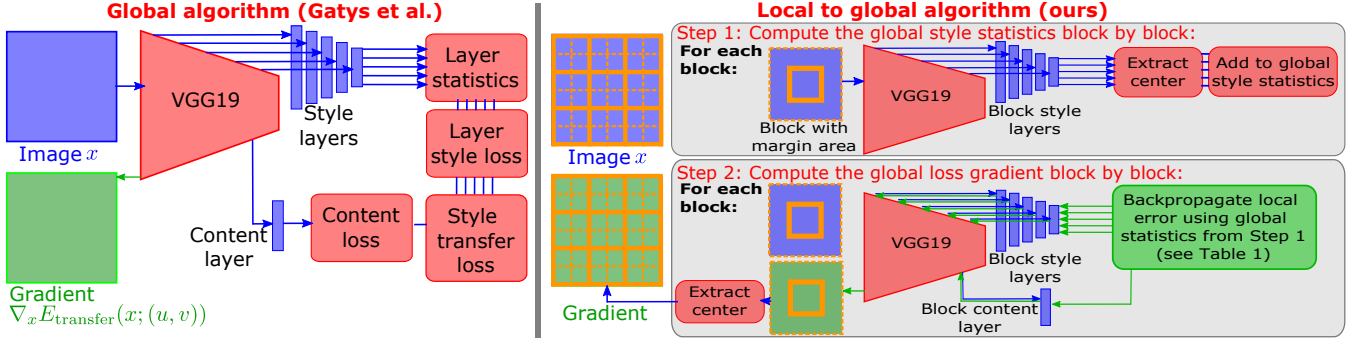 Global algorithm (Gatys et al.)
VGG19
Style
layers
Layer
statistics
Image x
Layer
style loss
Content
layer
Content
loss
Style
transfer
loss
Gradient
∇ₓE_transfer(x; (u, v))
Local to global algorithm (ours)
Step 1: Compute the global style statistics block by block:
For each
block:
Block with
margin area
VGG19
Block style
layers
Extract
center
Add to global
style statistics
Image x
Step 2: Compute the global loss gradient block by block:
For each
block:
VGG19
Block style
layers
Backpropagate local
error using global
statistics from Step 1
(see Table 1)
Block content
layer
Extract
center
Gradient